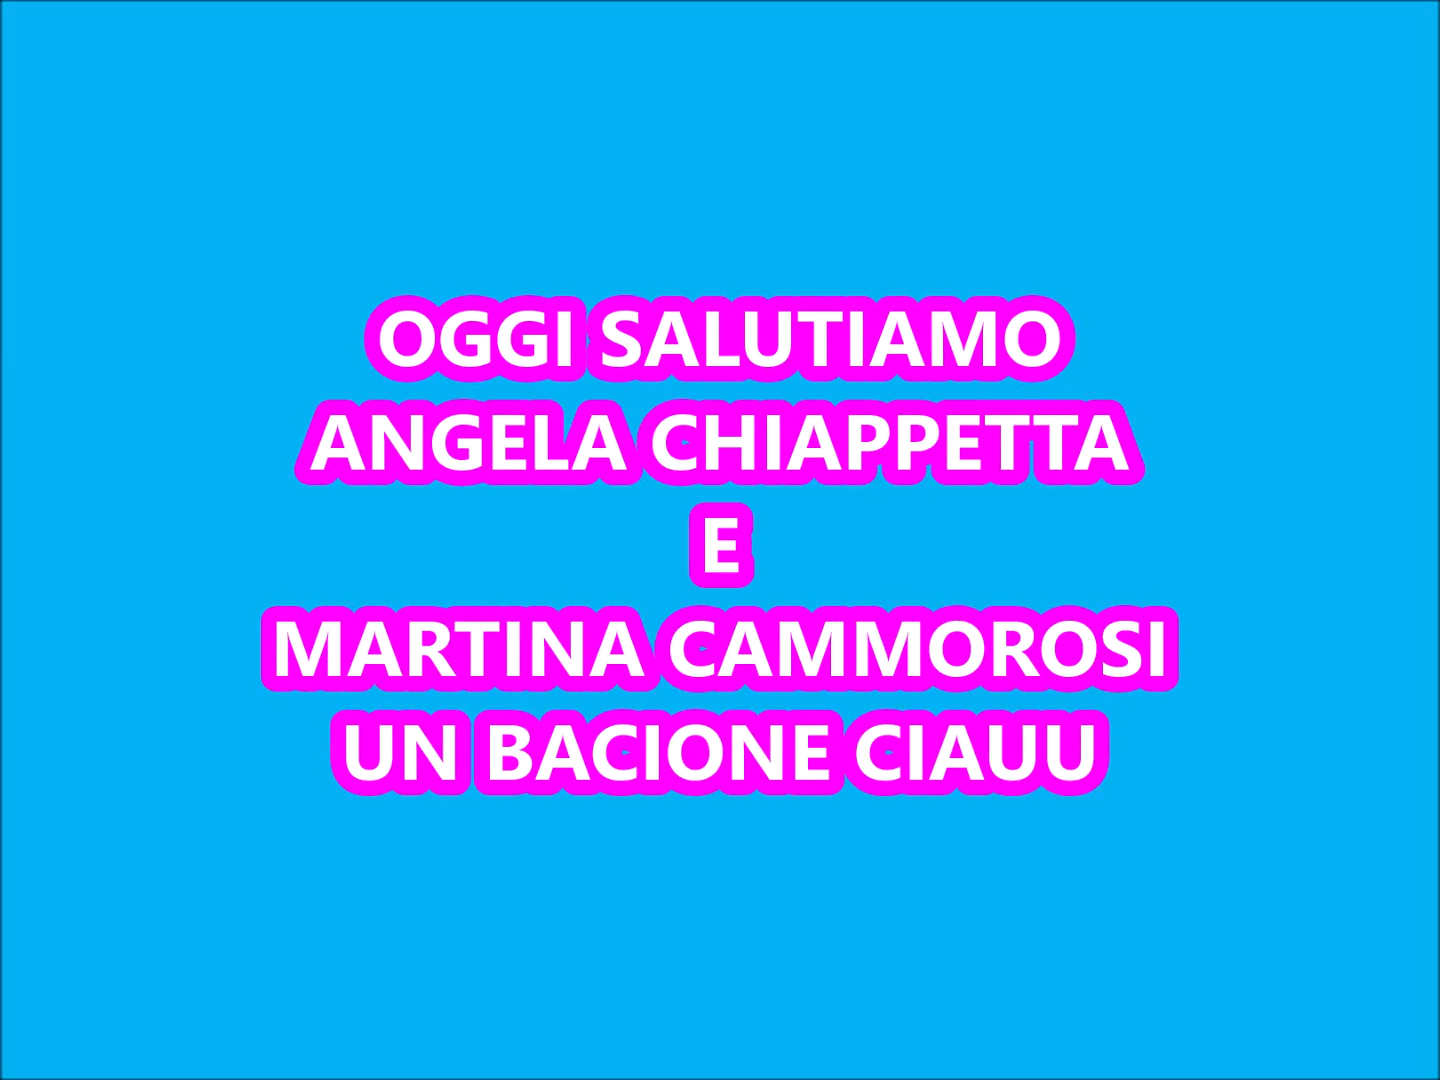 OGGI SALUTIAMO
ANGELA CHIAPPETTA
E
MARTINA CAMMOROSI
UN BACIONE CIAUU